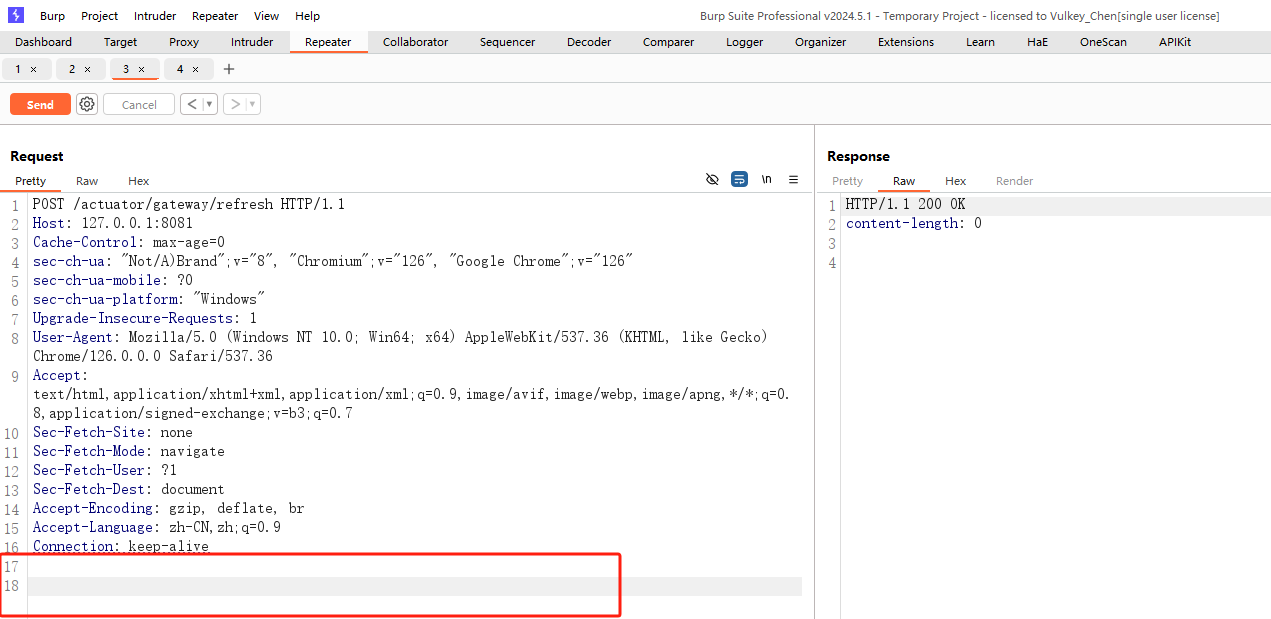 Burp Project Intruder Repeater View Help Burp Suite Professional v2024.5.1 - Temporary Project - licensed to Vulkey_Chen[single user license]
Dashboard Target Proxy Intruder Repeater Collaborator Sequencer Decoder Comparer Logger Organizer Extensions Learn HaE OneScan APIKit
1 × 2 × 3 × 4 × +
Send Cancel < ▾ > ▾
Request
Pretty Raw Hex \n ≡
1 POST /actuator/gateway/refresh HTTP/1.1
2 Host: 127.0.0.1:8081
3 Cache-Control: max-age=0
4 sec-ch-ua: "Not/A)Brand";v="8", "Chromium";v="126", "Google Chrome";v="126"
5 sec-ch-ua-mobile: ?0
6 sec-ch-ua-platform: "Windows"
7 Upgrade-Insecure-Requests: 1
8 User-Agent: Mozilla/5.0 (Windows NT 10.0; Win64; x64) AppleWebKit/537.36 (KHTML, like Gecko)
Chrome/126.0.0.0 Safari/537.36
9 Accept:
text/html,application/xhtml+xml,application/xml;q=0.9,image/avif,image/webp,image/apng,*/*;q=0.
8,application/signed-exchange;v=b3;q=0.7
10 Sec-Fetch-Site: none
11 Sec-Fetch-Mode: navigate
12 Sec-Fetch-User: ?1
13 Sec-Fetch-Dest: document
14 Accept-Encoding: gzip, deflate, br
15 Accept-Language: zh-CN,zh;q=0.9
16 Connection: keep-alive
17
18
Response
Pretty Raw Hex Render
1 HTTP/1.1 200 OK
2 content-length: 0
3
4